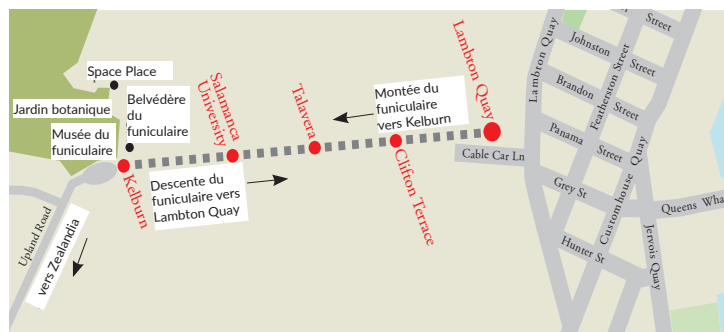 Space Place
Jardin botanique
Belvédère
du
funiculaire
Musée du
funiculaire
Kelburn
Salamanca
University
Talavera
Clifton Terrace
Lambton Quay
Montée du
funiculaire
vers Kelburn
Descente du
funiculaire vers
Lambton Quay
Upland Road
vers Zealandia
Cable Car Ln
Lambton Quay
Street
Johnston
Street
Featherston Street
Brandon
Street
Panama
Street
Grey St
Customhouse Quay
Hunter St
Jervois Quay
Queens Wha